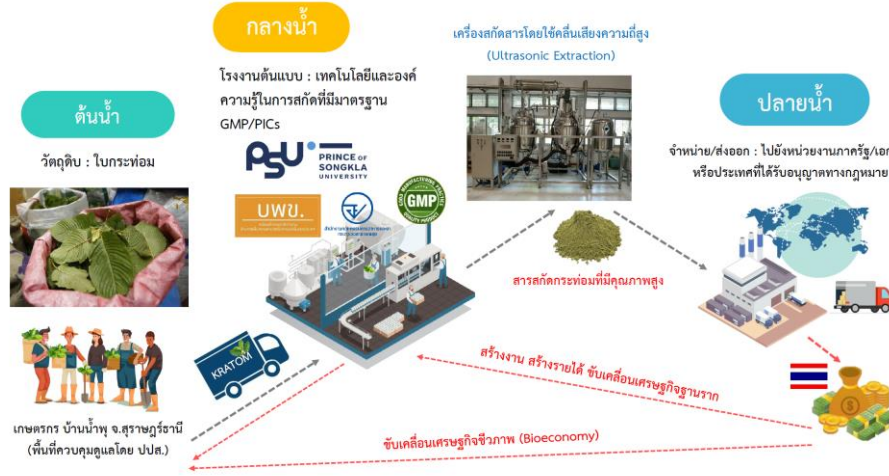 ต้นน้ำ
วัตถุดิบ : ใบกระท่อม
เกษตรกร บ้านน้ำพุ จ.สุราษฎร์ธานี
(พื้นที่ควบคุมดูแลโดย ปปส.)
กลางน้ำ
โรงงานต้นแบบ : เทคโนโลยีและองค์
ความรู้ในการสกัดที่มีมาตรฐาน
GMP/PICs
PSU
PRINCE OF
SONGKLA
UNIVERSITY
บพข.
GOOD MANUFACTURING PRACTICE
GMP
QUALITY PRODUCT
KRATOM
เครื่องสกัดสารโดยใช้คลื่นเสียงความถี่สูง
(Ultrasonic Extraction)
สารสกัดกระท่อมที่มีคุณภาพสูง
ปลายน้ำ
จำหน่าย/ส่งออก : ไปยังหน่วยงานภาครัฐ/เอก
หรือประเทศที่ได้รับอนุญาตทางกฎหมาย
สร้างงาน สร้างรายได้ ขับเคลื่อนเศรษฐกิจฐานราก
ขับเคลื่อนเศรษฐกิจชีวภาพ (Bioeconomy)